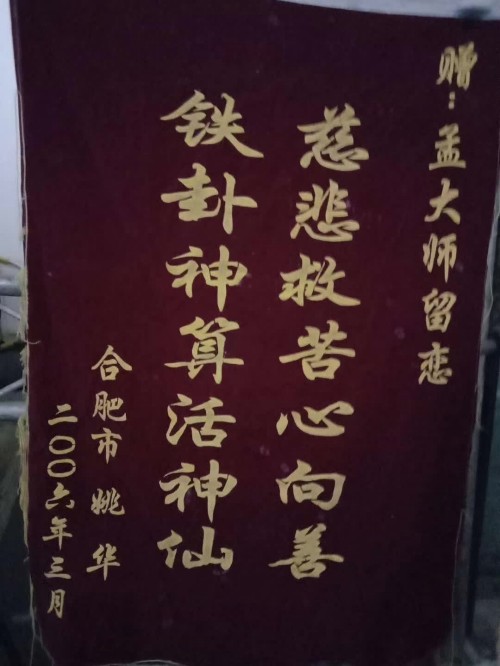 赠：孟大师留恋
慈悲救苦心向善
铁卦神算活神仙
合肥市 姚华
二〇〇六年三月